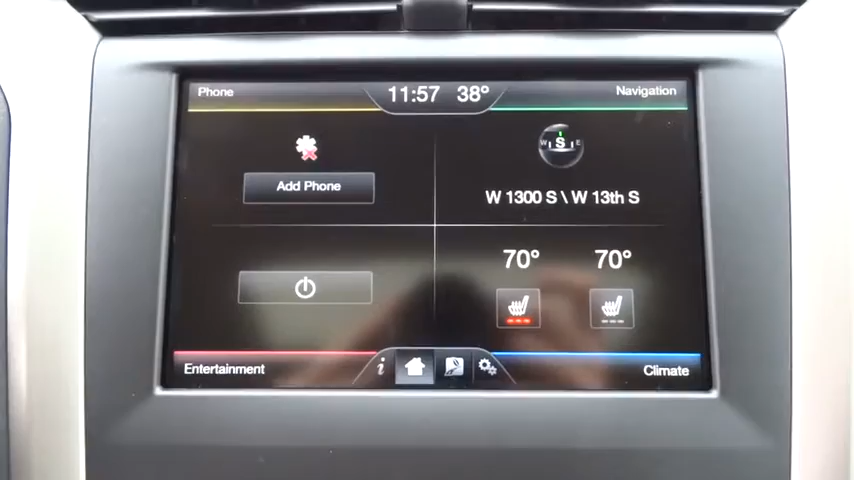 Phone
11:57 38°
Navigation
W S E
Add Phone
W 1300 S \ W 13th S
70° 70°
Entertainment
i
Climate